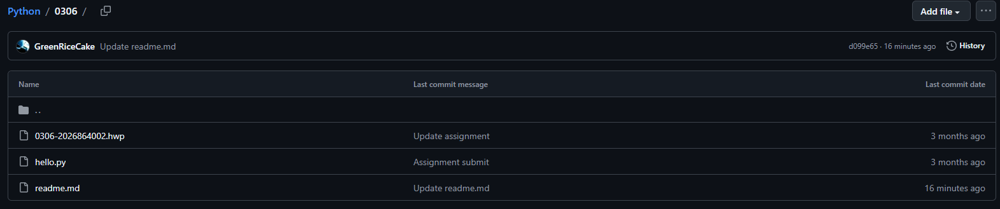 Python / 0306 /
Add file
GreenRiceCake Update readme.md
d099e65 · 16 minutes ago
History
Name Last commit message Last commit date
..
0306-2026864002.hwp Update assignment 3 months ago
hello.py Assignment submit 3 months ago
readme.md Update readme.md 16 minutes ago